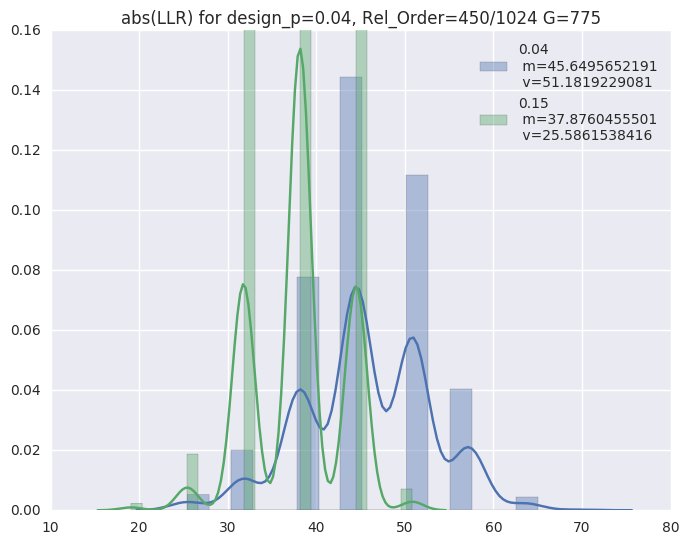 abs(LLR) for design_p=0.04, Rel_Order=450/1024 G=775
0.16
0.14
0.12
0.10
0.08
0.06
0.04
0.02
0.00
10 20 30 40 50 60 70 80
0.04
m=45.6495652191
v=51.1819229081
0.15
m=37.8760455501
v=25.5861538416